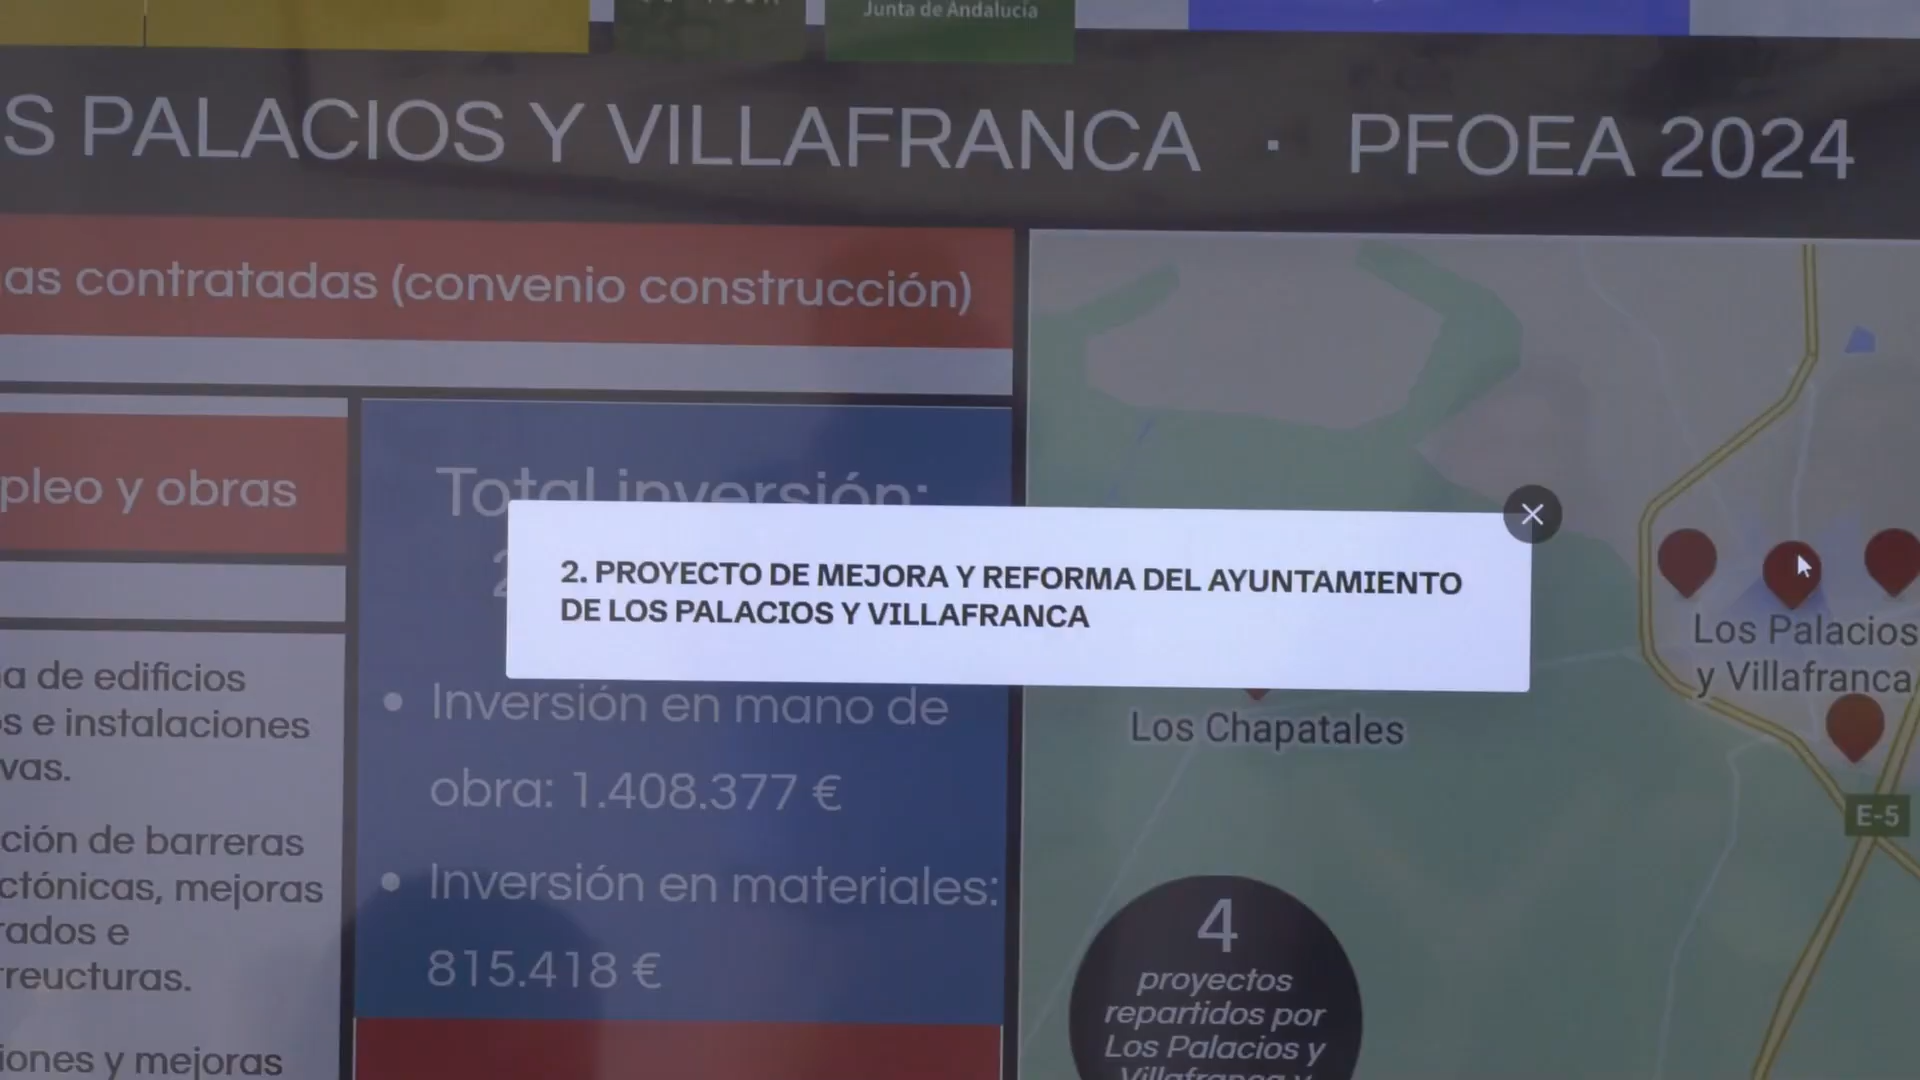 Junta de Andalucía
S PALACIOS Y VILLAFRANCA · PFOEA 2024
as contratadas (convenio construcción)
pleo y obras
Total inversión:
2. PROYECTO DE MEJORA Y REFORMA DEL AYUNTAMIENTO
DE LOS PALACIOS Y VILLAFRANCA
a de edificios
s e instalaciones
vas.
ción de barreras
ctónicas, mejoras
rados e
rreucturas.
iones y mejoras
• Inversión en mano de
obra: 1.408.377 €
• Inversión en materiales:
815.418 €
Los Palacios
y Villafranca
Los Chapatales
E-5
4
proyectos
repartidos por
Los Palacios y
Villafranca y